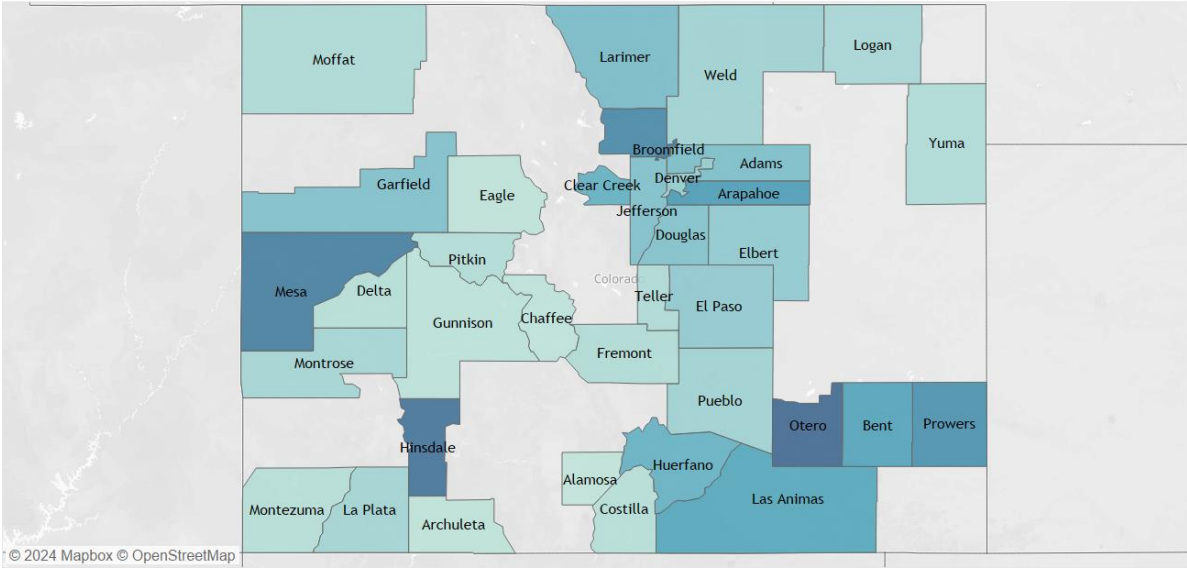 Moffat
Larimer
Weld
Logan
Yuma
Broomfield
Adams
Garfield
Eagle
Clear Creek
Denver
Arapahoe
Jefferson
Douglas
Elbert
Pitkin
Mesa
Delta
Colorad
Teller
El Paso
Gunnison
Chaffee
Fremont
Montrose
Pueblo
Otero
Bent
Prowers
Hinsdale
Huerfano
Alamosa
Las Animas
Montezuma
La Plata
Costilla
Archuleta
© 2024 Mapbox © OpenStreetMap